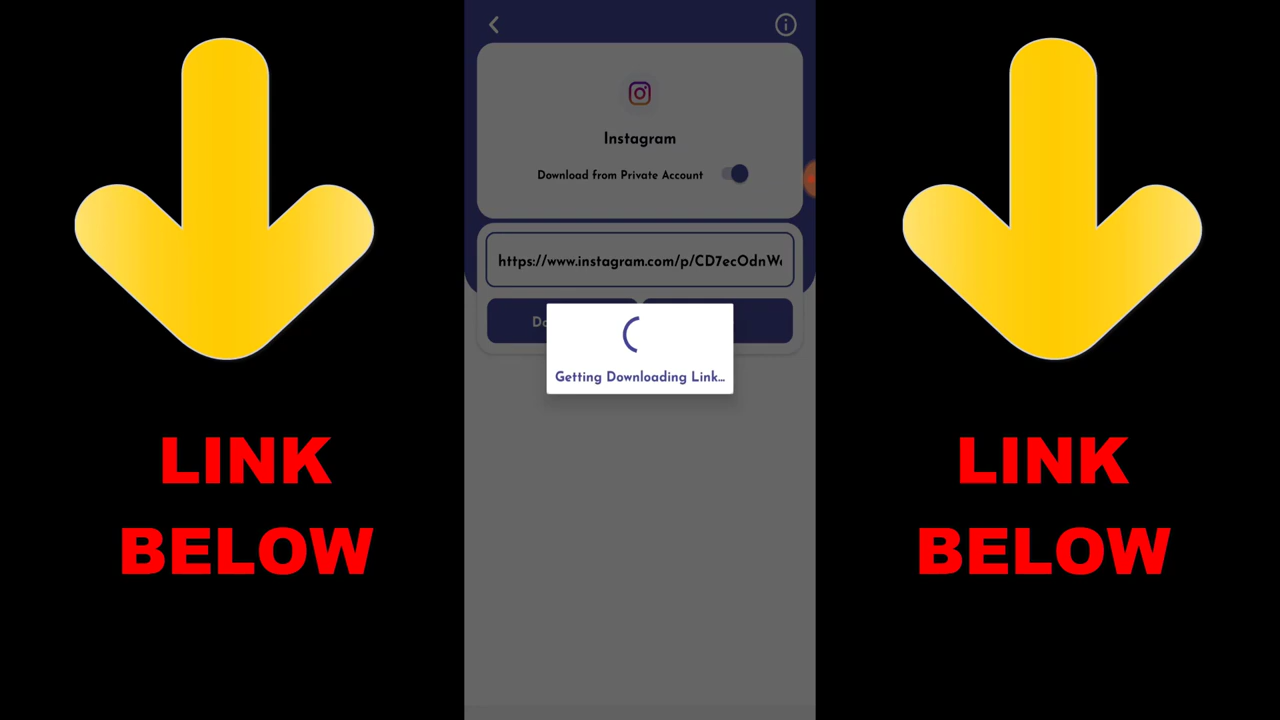 Instagram
Download from Private Account
https://www.instagram.com/p/CD7ecOdnW
Getting Downloading Link...
LINK
BELOW
LINK
BELOW